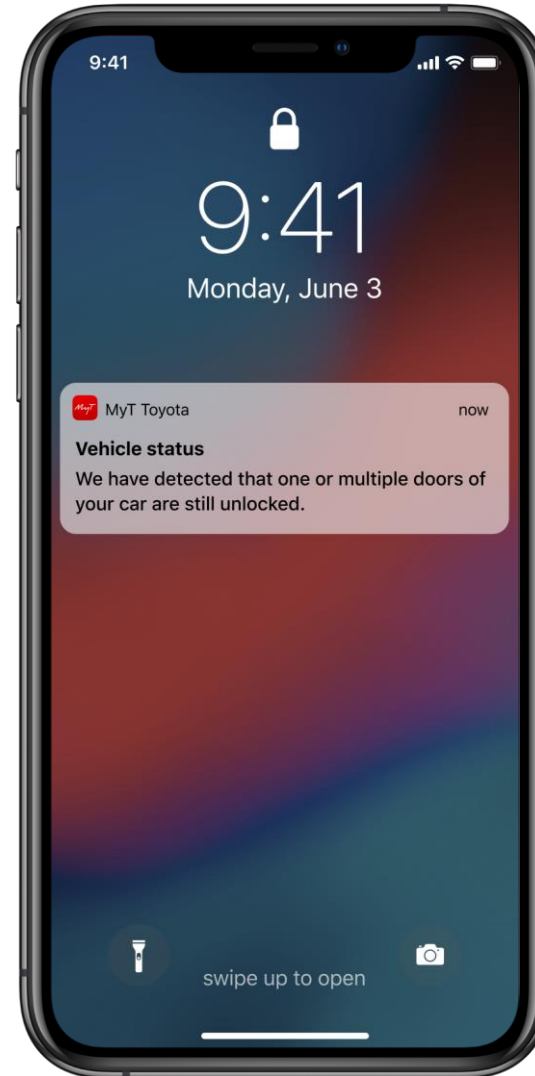 9:41
9:41
Monday, June 3
MyT
MyT Toyota now
Vehicle status
We have detected that one or multiple doors of
your car are still unlocked.
swipe up to open